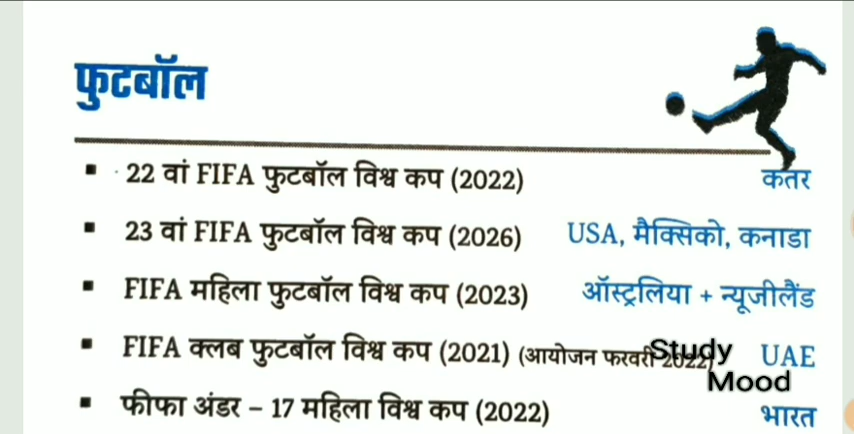 फुटबॉल
22 वां FIFA फुटबॉल विश्व कप (2022) कतर
23 वां FIFA फुटबॉल विश्व कप (2026) USA, मैक्सिको, कनाडा
FIFA महिला फुटबॉल विश्व कप (2023) ऑस्ट्रलिया + न्यूजीलैंड
FIFA क्लब फुटबॉल विश्व कप (2021) (आयोजन फरवरी 2022) UAE
Study
Mood
फीफा अंडर – 17 महिला विश्व कप (2022) भारत